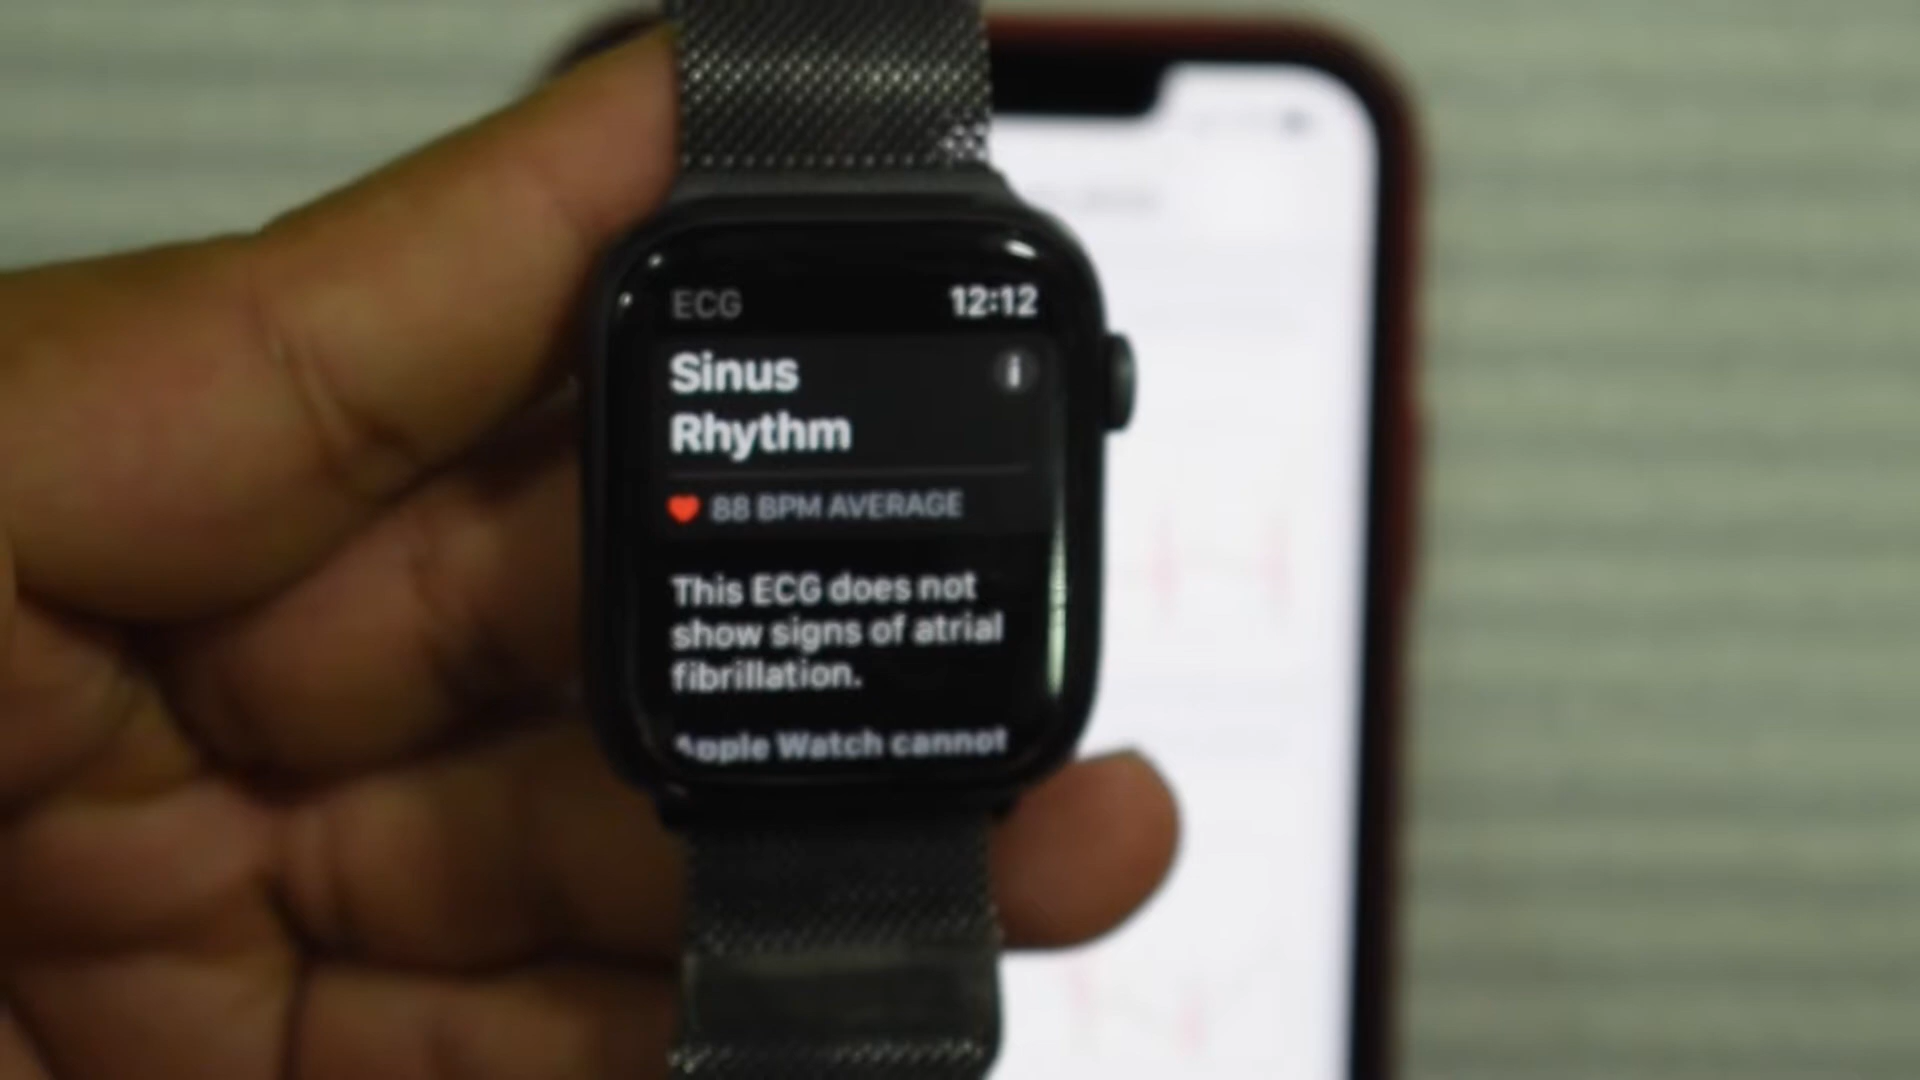 ECG 12:12
Sinus
Rhythm
88 BPM AVERAGE
This ECG does not
show signs of atrial
fibrillation.
Apple Watch cannot